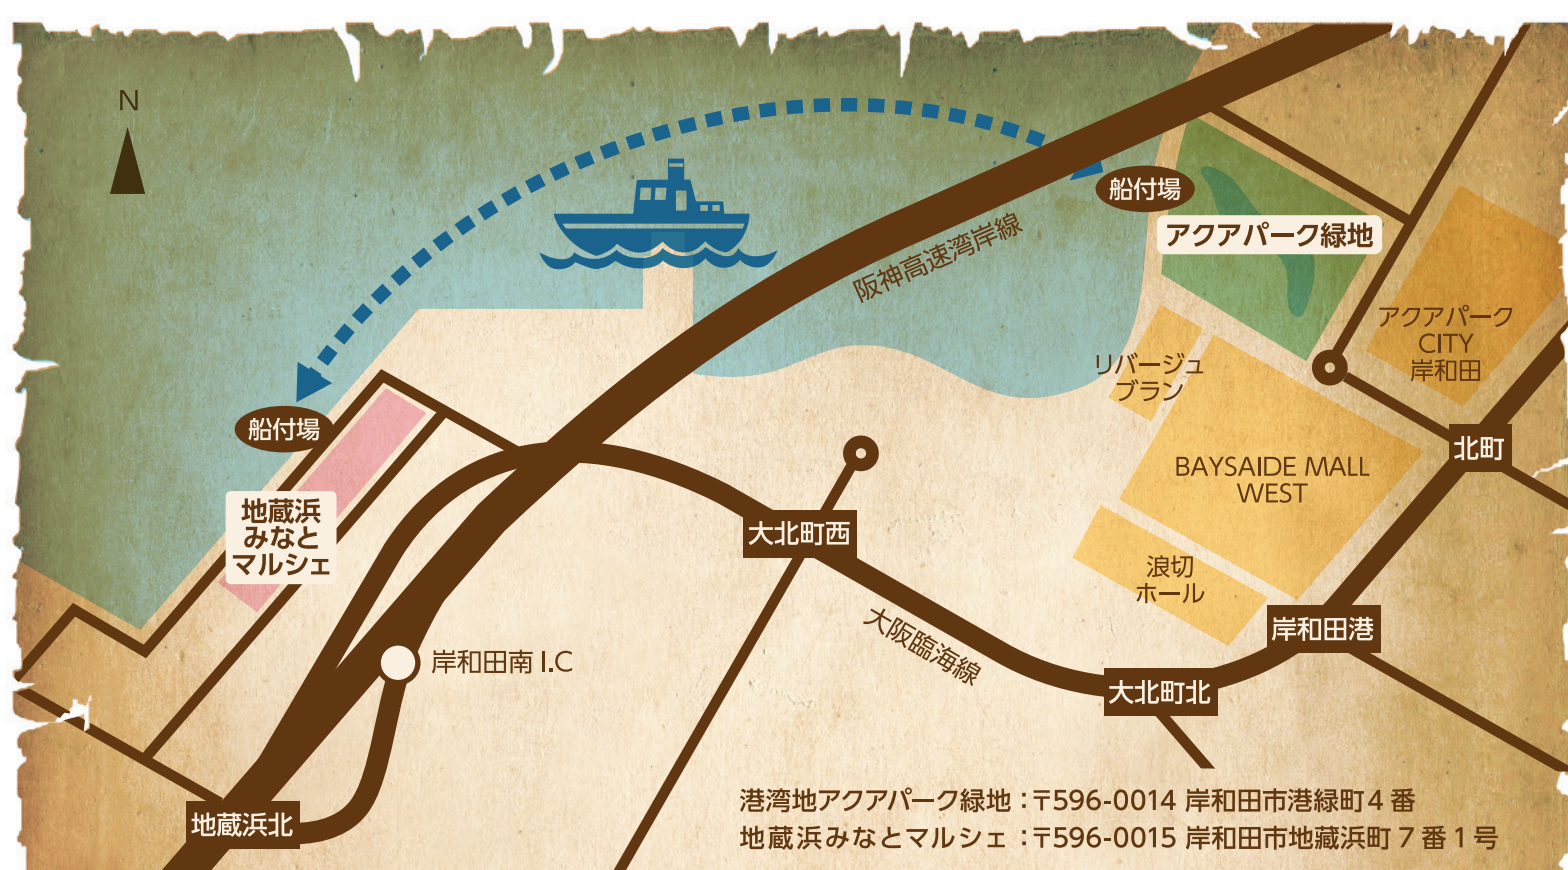 N
船付場
アクアパーク緑地
阪神高速湾岸線
アクアパーク
CITY
岸和田
リバージュ
ブラン
船付場
北町
BAYSAIDE MALL
WEST
地蔵浜
みなと
マルシェ
大北町西
浪切
ホール
大阪臨海線
岸和田港
岸和田南 I.C
大北町北
地蔵浜北
港湾地アクアパーク緑地：〒596-0014 岸和田市港緑町4番
地蔵浜みなとマルシェ：〒596-0015 岸和田市地藏浜町7番1号